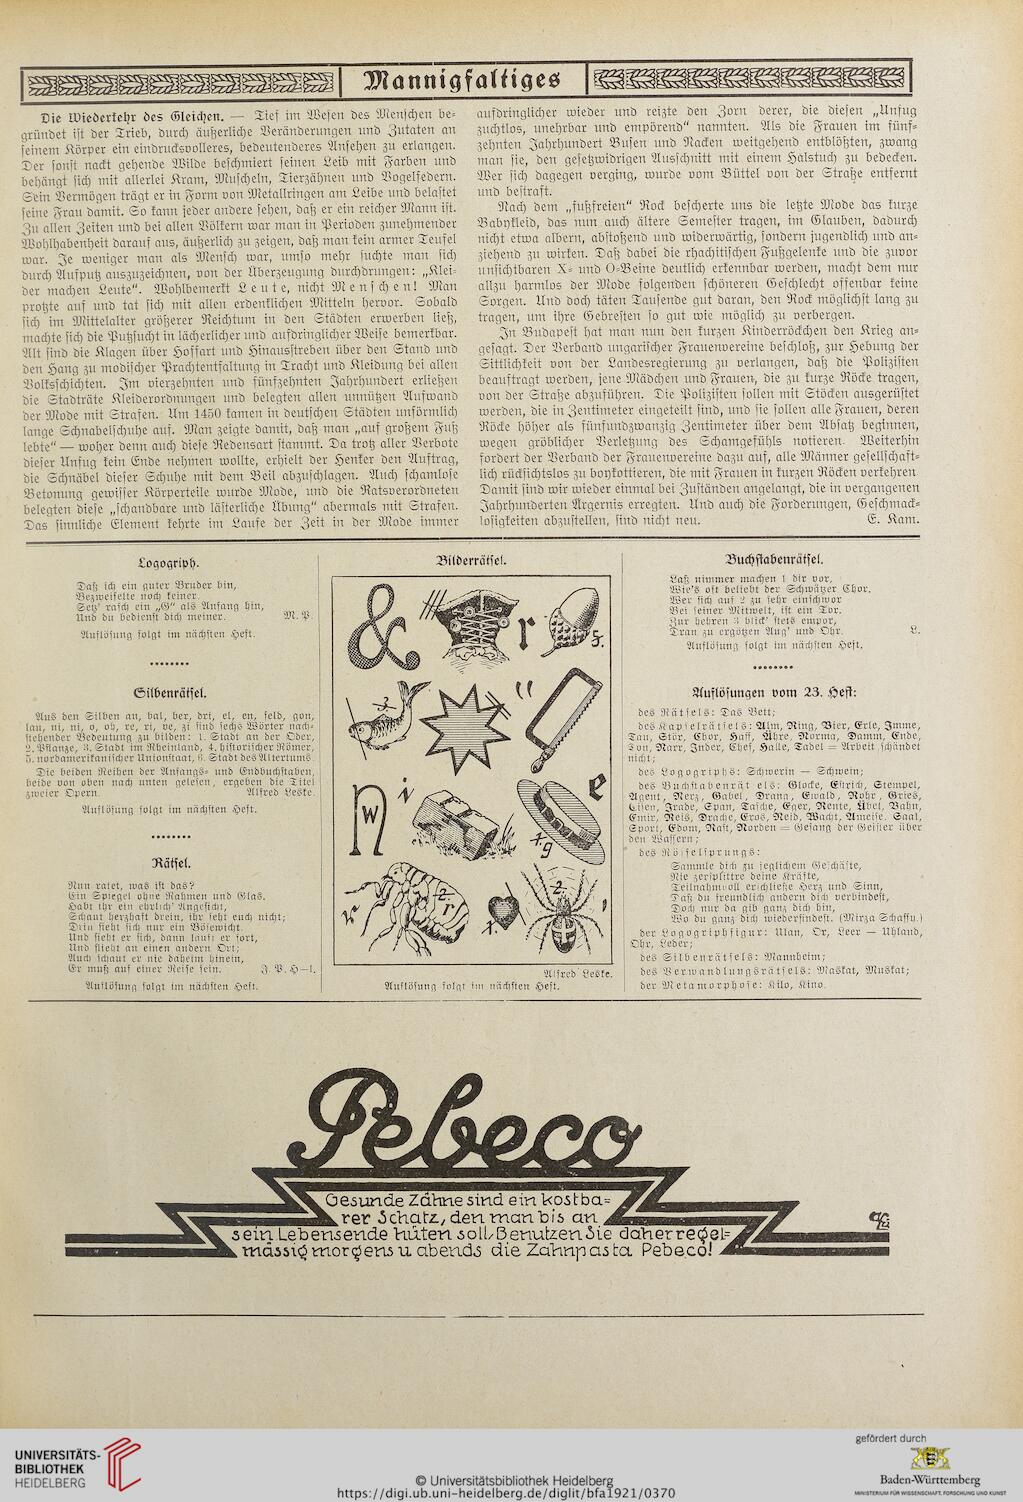 Mannigfaltiges
Die Wiederkehr des Gleichen. — Tief im Wesen des Menschen be-
gründet ist der Trieb, durch äußerliche Veränderungen und Zutaten an
seinem Körper ein eindrucksvolleres, bedeutenderes Ansehen zu erlangen.
Der sonst nackt gehende Wilde beschmiert seinen Leib mit Farben und
behängt sich mit allerlei Kram, Muscheln, Tierzähnen und Vogelfedern.
Sein Vermögen trägt er in Form von Metallringen am Leibe und belastet
seine Frau damit. So kann jeder andere sehen, daß er ein reicher Mann ist.
Zu allen Zeiten und bei allen Völkern war man in Perioden zunehmender
Wohlhabenheit darauf aus, äußerlich zu zeigen, daß man kein armer Teufel
war. Je weniger man als Mensch war, umso mehr suchte man sich
durch Aufputz auszuzeichnen, von der Überzeugung durchdrungen: „Klei-
der machen Leute“. Wohlbemerkt Leute, nicht Menschen! Man
protzte auf und tat sich mit allen erdenklichen Mitteln hervor. Sobald
sich im Mittelalter größerer Reichtum in den Städten erwerben ließ,
machte sich die Putzsucht in lächerlicher und aufdringlicher Weise bemerkbar.
Alt sind die Klagen über Hoffart und Hinausstreben über den Stand und
den Hang zu modischer Prachtentfaltung in Tracht und Kleidung bei allen
Volksschichten. Im vierzehnten und fünfzehnten Jahrhundert erließen
die Stadträte Kleiderordnungen und belegten allen unnützen Aufwand
der Mode mit Strafen. Um 1450 kamen in deutschen Städten unförmlich
lange Schnabelschuhe auf. Man zeigte damit, daß man „auf großem Fuß
lebte“ — woher denn auch diese Redensart stammt. Da trotz aller Verbote
dieser Unfug kein Ende nehmen wollte, erhielt der Henker den Auftrag,
die Schnäbel dieser Schuhe mit dem Beil abzuschlagen. Auch schamlose
Betonung gewisser Körperteile wurde Mode, und die Ratsverordneten
belegten diese „schandbare und lästerliche Übung“ abermals mit Strafen.
Das sinnliche Element kehrte im Laufe der Zeit in der Mode immer
aufdringlicher wieder und reizte den Zorn derer, die diesen „Unfug
zuchtlos, unehrbar und empörend“ nannten. Als die Frauen im fünf-
zehnten Jahrhundert Busen und Nacken weitgehend entblößten, zwang
man sie, den gesetzwidrigen Ausschnitt mit einem Halstuch zu bedecken.
Wer sich dagegen verging, wurde vom Büttel von der Straße entfernt
und bestraft.
Nach dem „fußfreien“ Rock bescherte uns die letzte Mode das kurze
Babykleid, das nun auch ältere Semester tragen, im Glauben, dadurch
nicht etwa albern, abstoßend und widerwärtig, sondern jugendlich und an-
ziehend zu wirken. Daß dabei die rhachitischen Fußgelenke und die zuvor
unsichtbaren X- und O-Beine deutlich erkennbar werden, macht dem nur
allzu harmlos der Mode folgenden schöneren Geschlecht offenbar keine
Sorgen. Und doch täten Tausende gut daran, den Rock möglichst lang zu
tragen, um ihre Gebresten so gut wie möglich zu verbergen.
In Budapest hat man nun den kurzen Kinderröckchen den Krieg an-
gesagt. Der Verband ungarischer Frauenvereine beschloß, zur Hebung der
Sittlichkeit von der Landesregierung zu verlangen, daß die Polizisten
beauftragt werden, jene Mädchen und Frauen, die zu kurze Röcke tragen,
von der Straße abzuführen. Die Polizisten sollen mit Stöcken ausgerüstet
werden, die in Zentimeter eingeteilt sind, und sie sollen alle Frauen, deren
Röcke höher als fünfundzwanzig Zentimeter über dem Absatz beginnen,
wegen gröblicher Verletzung des Schamgefühls notieren. Weiterhin
fordert der Verband der Frauenvereine dazu auf, alle Männer gesellschaft-
lich rücksichtslos zu boykottieren, die mit Frauen in kurzen Röcken verkehren
Damit sind wir wieder einmal bei Zuständen angelangt, die in vergangenen
Jahrhunderten Ärgernis erregten. Und auch die Forderungen, Geschmack-
losigkeiten abzustellen, sind nicht neu. E. Kam.
Logogriph.
Daß ich ein guter Bruder bin,
Bezweifelte noch keiner.
Setz' rasch ein „G“ als Anfang hin,
Und du bedienst dich meiner. M. P.
Auflösung folgt im nächsten Heft.
Silbenrätsel.
Aus den Silben an, bal, ber, dri, el, en, feld, gon,
lau, ni, ni, o, ob, re, ri, ve, zi sind sechs Wörter nach-
stehender Bedeutung zu bilden: 1. Stadt an der Oder,
2. Pflanze, 3. Stadt im Rheinland, 4. historischer Römer,
5. nordamerikanischer Unionstaat, 6. Stadt des Altertums.
Die beiden Reihen der Anfangs- und Endbuchstaben,
beide von oben nach unten gelesen, ergeben die Titel
zweier Opern. Alfred Leske.
Auflösung folgt im nächsten Heft.
Rätsel.
Nun ratet, was ist das?
Ein Spiegel ohne Rahmen und Glas.
Habt ihr ein ehrlich' Angesicht,
Schaut herzhaft drein, ihr seht euch nicht;
Drin sieht sich nur ein Bösewicht.
Und sieht er sich, dann läuft er fort,
Und flieht an einen andern Ort;
Auch schaut er nie daheim hinein,
Er muß auf einer Reise sein. J. P. H—l.
Auflösung folgt im nächsten Heft.
Bilderrätsel.
&
r
5.
3.
i
e
N
W
4.
g
2.
r
1.
2.
Alfred Leske.
Auflösung folgt im nächsten Heft.
Buchstabenrätsel.
Laß nimmer machen 1 dir vor,
Wie's oft beliebt der Schwätzer Chor.
Wer sich auf 2 zu sehr einschwor
Bei seiner Mitwelt, ist ein Tor.
Zur hehren 3 blick' stets empor,
Dran zu ergötzen Aug' und Ohr. L.
Auflösung folgt im nächsten Heft.
Auflösungen vom 23. Heft:
des Rätsels: Das Bett;
des Kapselrätsels: Ulm, Ring, Bier, Erle, Imme,
Tau, Stör, Chor, Haff, Ähre, Norma, Damm, Ende,
Ton, Narr, Inder, Chef, Halle, Tadel = Arbeit schändet
nicht;
des Logogriphs: Schwerin — Schwein;
des Buchstabenrätsels: Glocke, Estrich, Stempel,
Agent, Nerz, Gabel, Drang, Ewald, Rohr, Gries,
Eisen, Irade, Span, Tasche, Eger, Rente, Übel, Bahn,
Emir, Reis, Drache, Eros, Neid, Wacht, Ameise, Saal,
Sport, Edom, Rast, Norden = Gesang der Geister über
den Wassern;
des Rösselsprungs:
Sammle dich zu jeglichem Geschäfte,
Nie zersplittre deine Kräfte,
Teilnahmvoll erschließe Herz und Sinn,
Daß du freundlich andern dich verbindest,
Doch nur da gib ganz dich hin,
Wo du ganz dich wiederfindest. (Mirza Schaffy.)
der Logogriphfigur: Ulan, Or, Leer — Uhland,
Ohr, Leder;
des Silbenrätsels: Mannheim;
des Verwandlungsrätsels: Maskat, Muskat;
der Metamorphose: Kilo, Kino.
Pebeco
Gesunde Zähne sind ein kostba=
rer Schatz, den man bis an
sein Lebensende hüten soll. Benutzen Sie daher regel=
mässig morgens u. abends die Zahnpasta Pebeco!
UNIVERSITÄTS-
BIBLIOTHEK
HEIDELBERG
© Universitätsbibliothek Heidelberg
https://digi.ub.uni-heidelberg.de/diglit/bfa1921/0370
gefördert durch
Baden-Württemberg
MINISTERIUM FÜR WISSENSCHAFT, FORSCHUNG UND KUNST